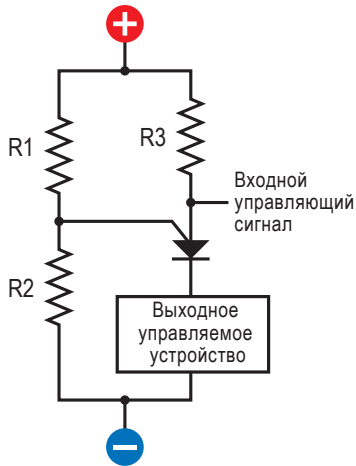 +
R1
R3
Входной
управляющий
сигнал
R2
Выходное
управляемое
устройство
−